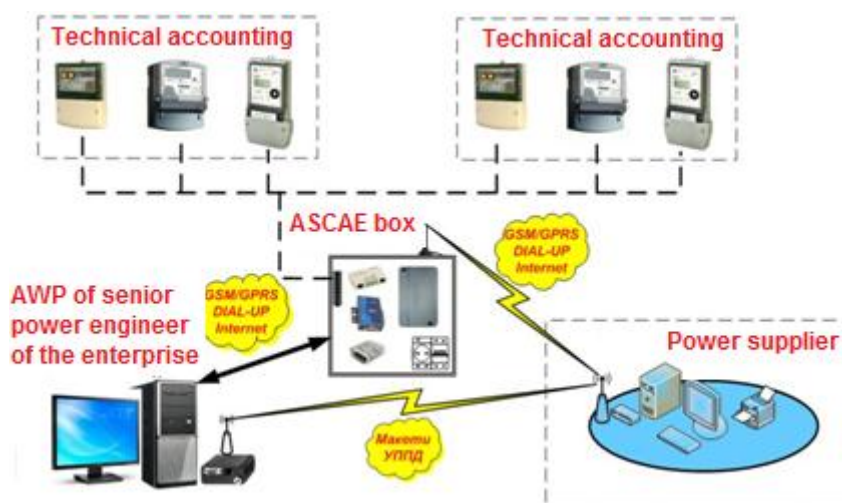 Technical accounting
Technical accounting
ASCAE box
GSM/GPRS
DIAL-UP
Internet
GSM/GPRS
DIAL-UP
Internet
AWP of senior
power engineer
of the enterprise
Power supplier
Макети
УППД